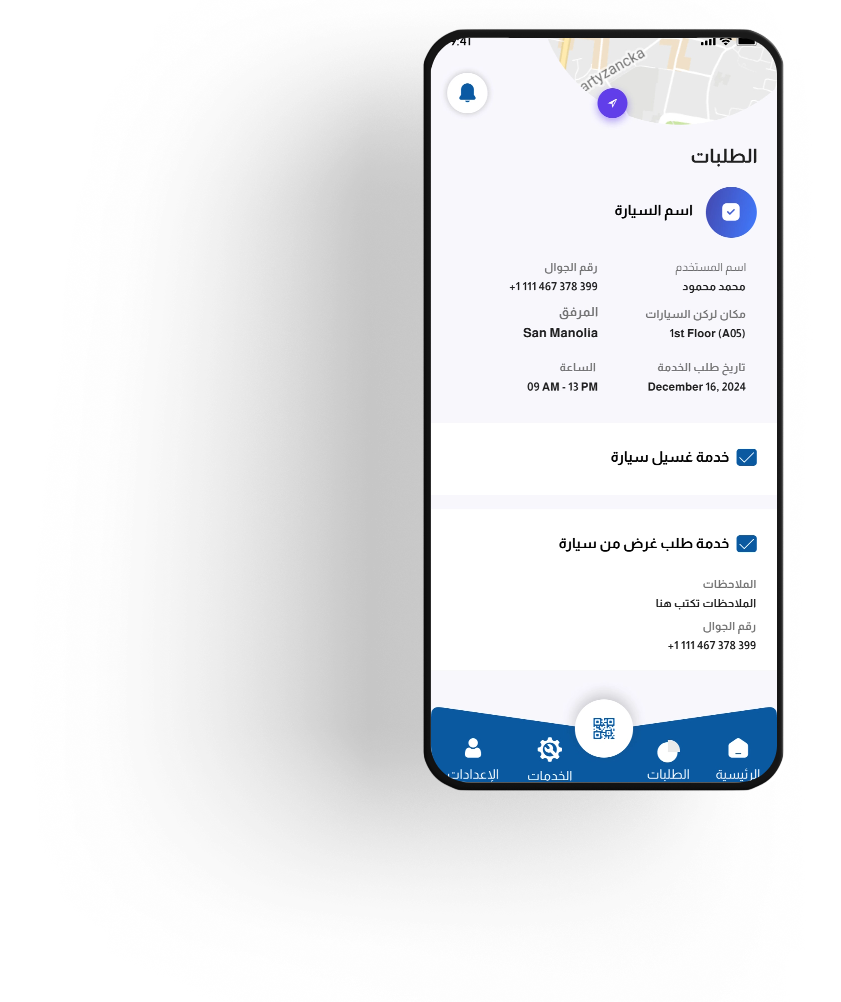 9:41
artyzancka
الطلبات
اسم السيارة
اسم المستخدم
رقم الجوال
محمد محمود
+1 111 467 378 399
مكان لركن السيارات
المرفق
1st Floor (A05)
San Manolia
تاريخ طلب الخدمة
الساعة
December 16, 2024
09 AM - 13 PM
خدمة غسيل سيارة
خدمة طلب غرض من سيارة
الملاحظات
الملاحظات تكتب هنا
رقم الجوال
+1 111 467 378 399
الرئيسية
الطلبات
الخدمات
الإعدادات